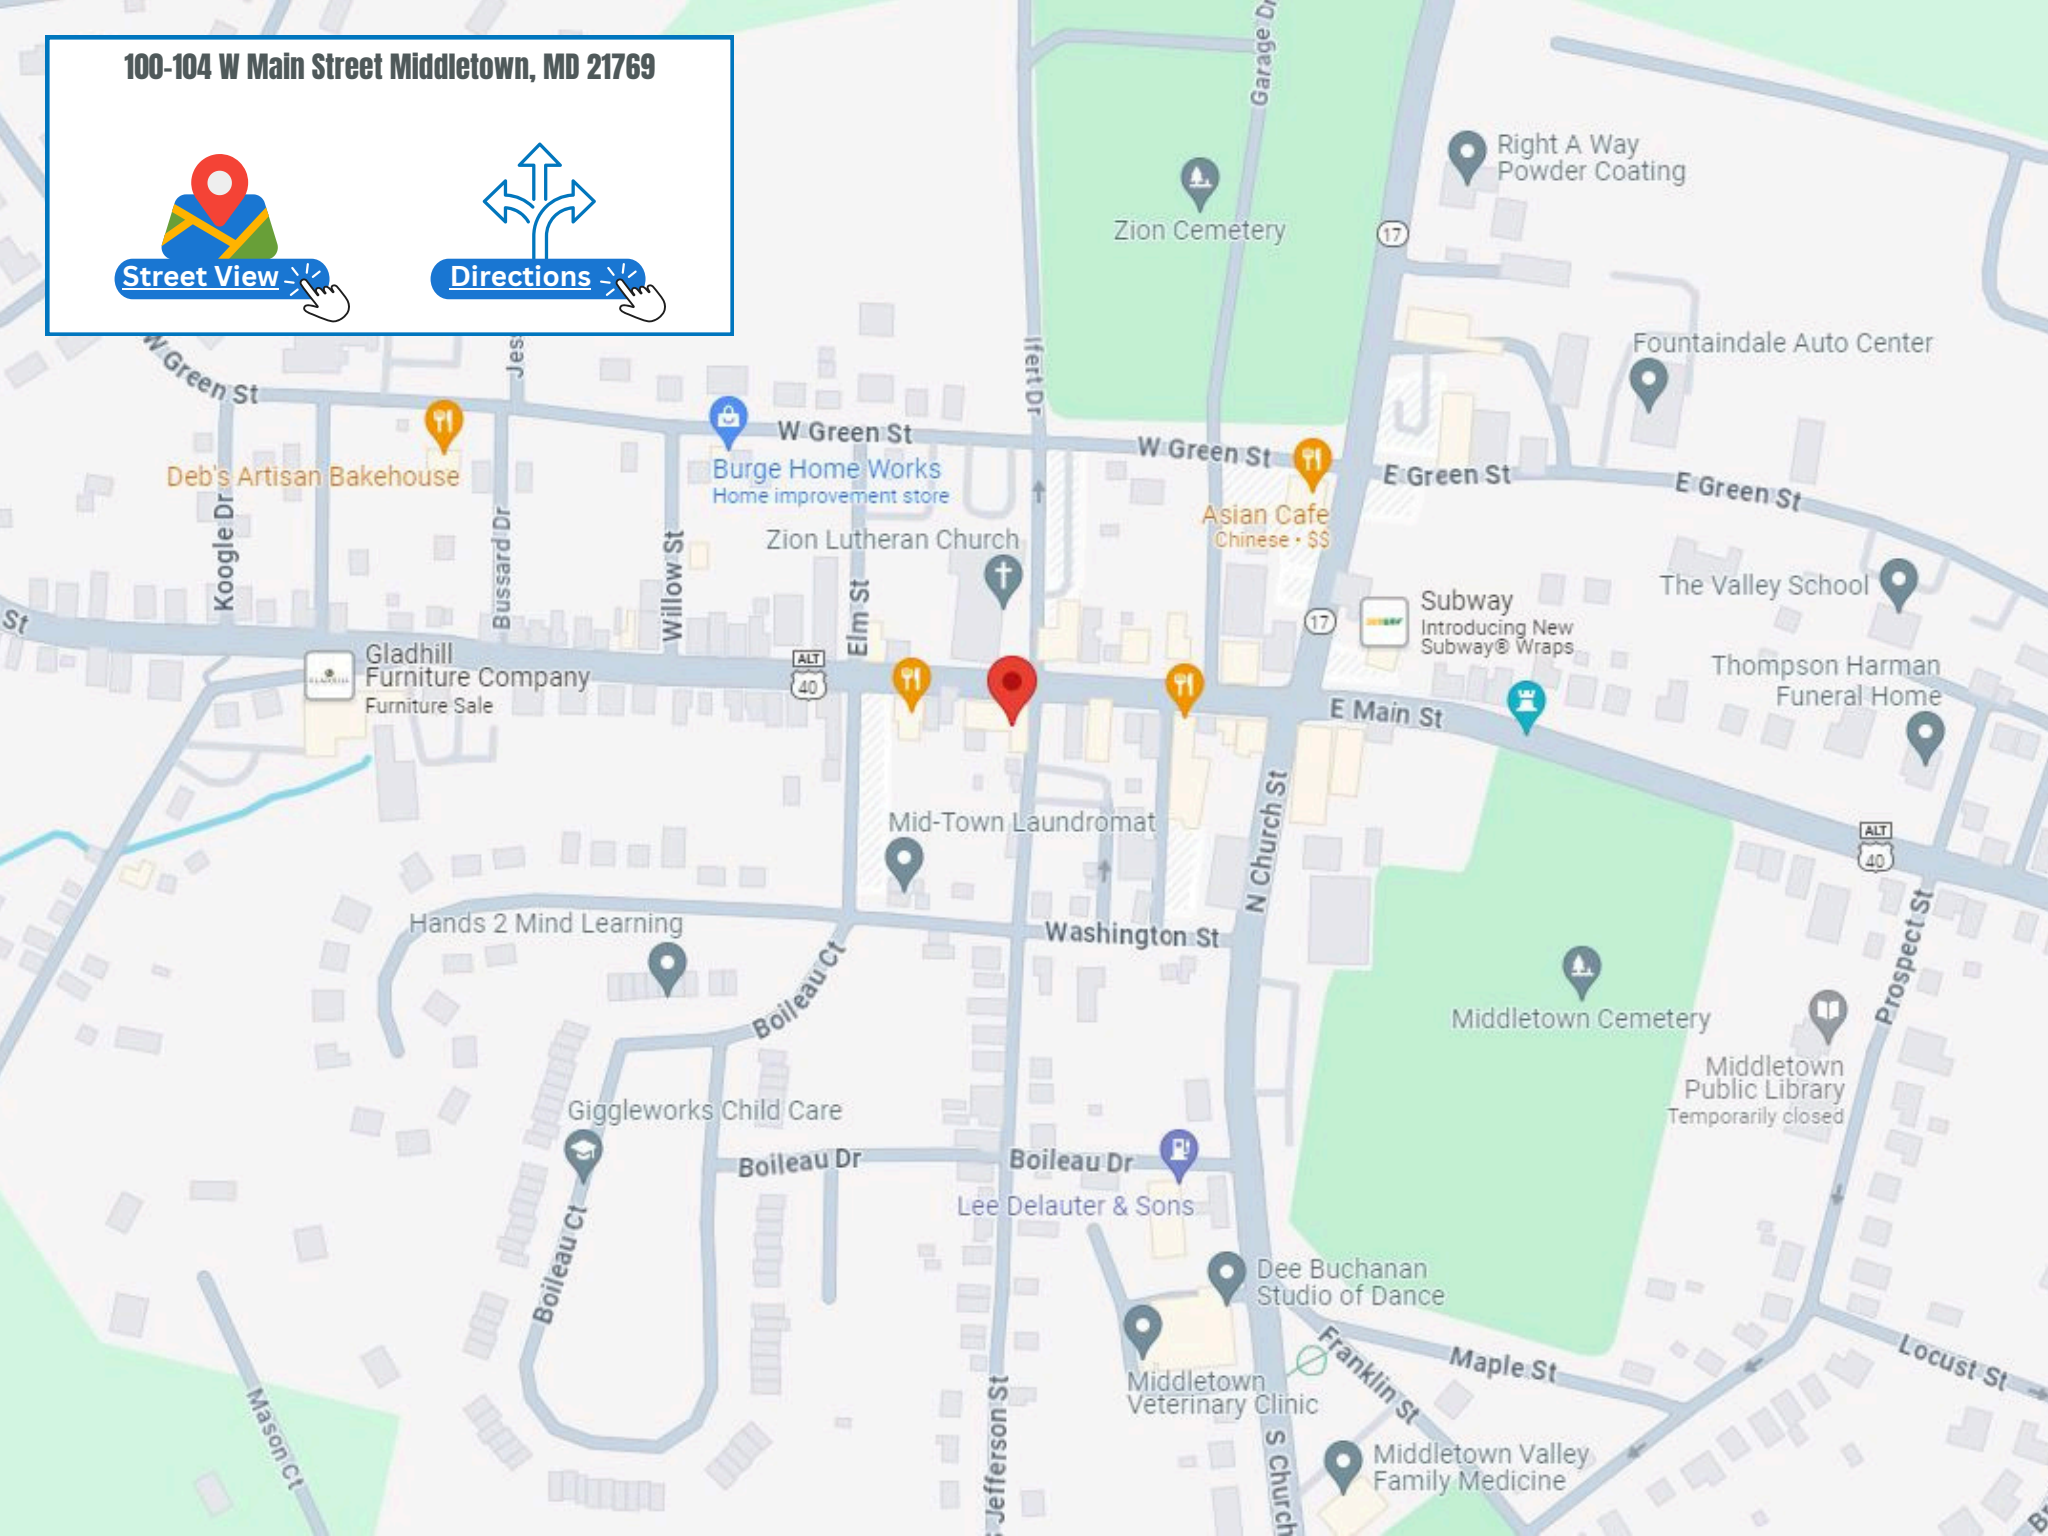 100-104 W Main Street Middletown, MD 21769
Street View
Directions
Garage Dr
Right A Way
Powder Coating
Zion Cemetery
17
Fountaindale Auto Center
W Green St
Ifert Dr
W Green St
W Green St
E Green St
E Green St
Deb's Artisan Bakehouse
Burge Home Works
Home improvement store
Asian Cafe
Chinese • $$
Zion Lutheran Church
Koogle Dr
Bussard Dr
Willow St
Elm St
The Valley School
Subway
Introducing New
Subway® Wraps
17
St
Gladhill
Furniture Company
Furniture Sale
ALT
40
Thompson Harman
Funeral Home
E Main St
Mid-Town Laundromat
N Church St
ALT
40
Hands 2 Mind Learning
Washington St
Prospect St
Boileau Ct
Middletown Cemetery
Middletown
Public Library
Temporarily closed
Giggleworks Child Care
Boileau Dr
Boileau Dr
Lee Delauter & Sons
Boileau Ct
Dee Buchanan
Studio of Dance
Middletown
Veterinary Clinic
Franklin St
Maple St
Locust St
Mason Ct
Jefferson St
S Church
Middletown Valley
Family Medicine